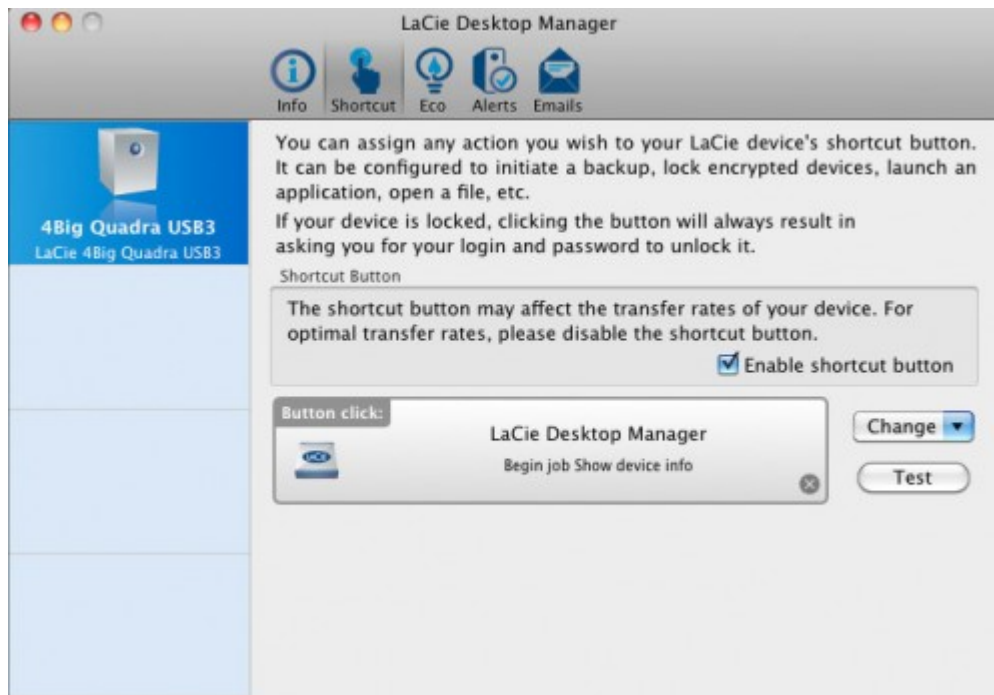 LaCie Desktop Manager
Info Shortcut Eco Alerts Emails
4Big Quadra USB3
LaCie 4Big Quadra USB3
You can assign any action you wish to your LaCie device's shortcut button.
It can be configured to initiate a backup, lock encrypted devices, launch an
application, open a file, etc.
If your device is locked, clicking the button will always result in
asking you for your login and password to unlock it.
Shortcut Button
The shortcut button may affect the transfer rates of your device. For
optimal transfer rates, please disable the shortcut button.
Enable shortcut button
Button click:
LaCie Desktop Manager
Begin job Show device info
Change
Test